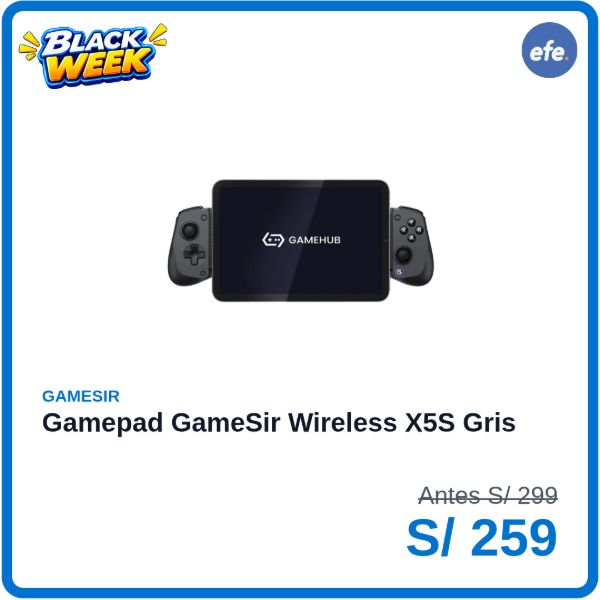 BLACK
WEEK
efe.
GAMEHUB
GAMESIR
Gamepad GameSir Wireless X5S Gris
Antes S/ 299
S/ 259